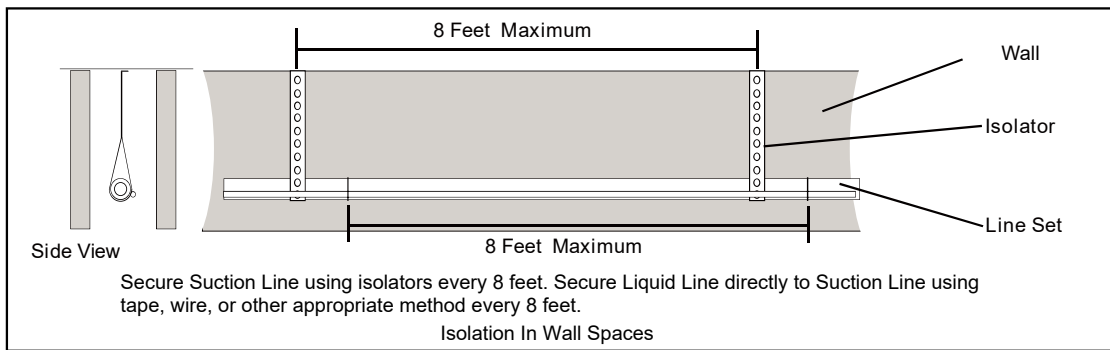 8 Feet Maximum
Wall
Isolator
Line Set
8 Feet Maximum
Side View
Secure Suction Line using isolators every 8 feet. Secure Liquid Line directly to Suction Line using
tape, wire, or other appropriate method every 8 feet.
Isolation In Wall Spaces